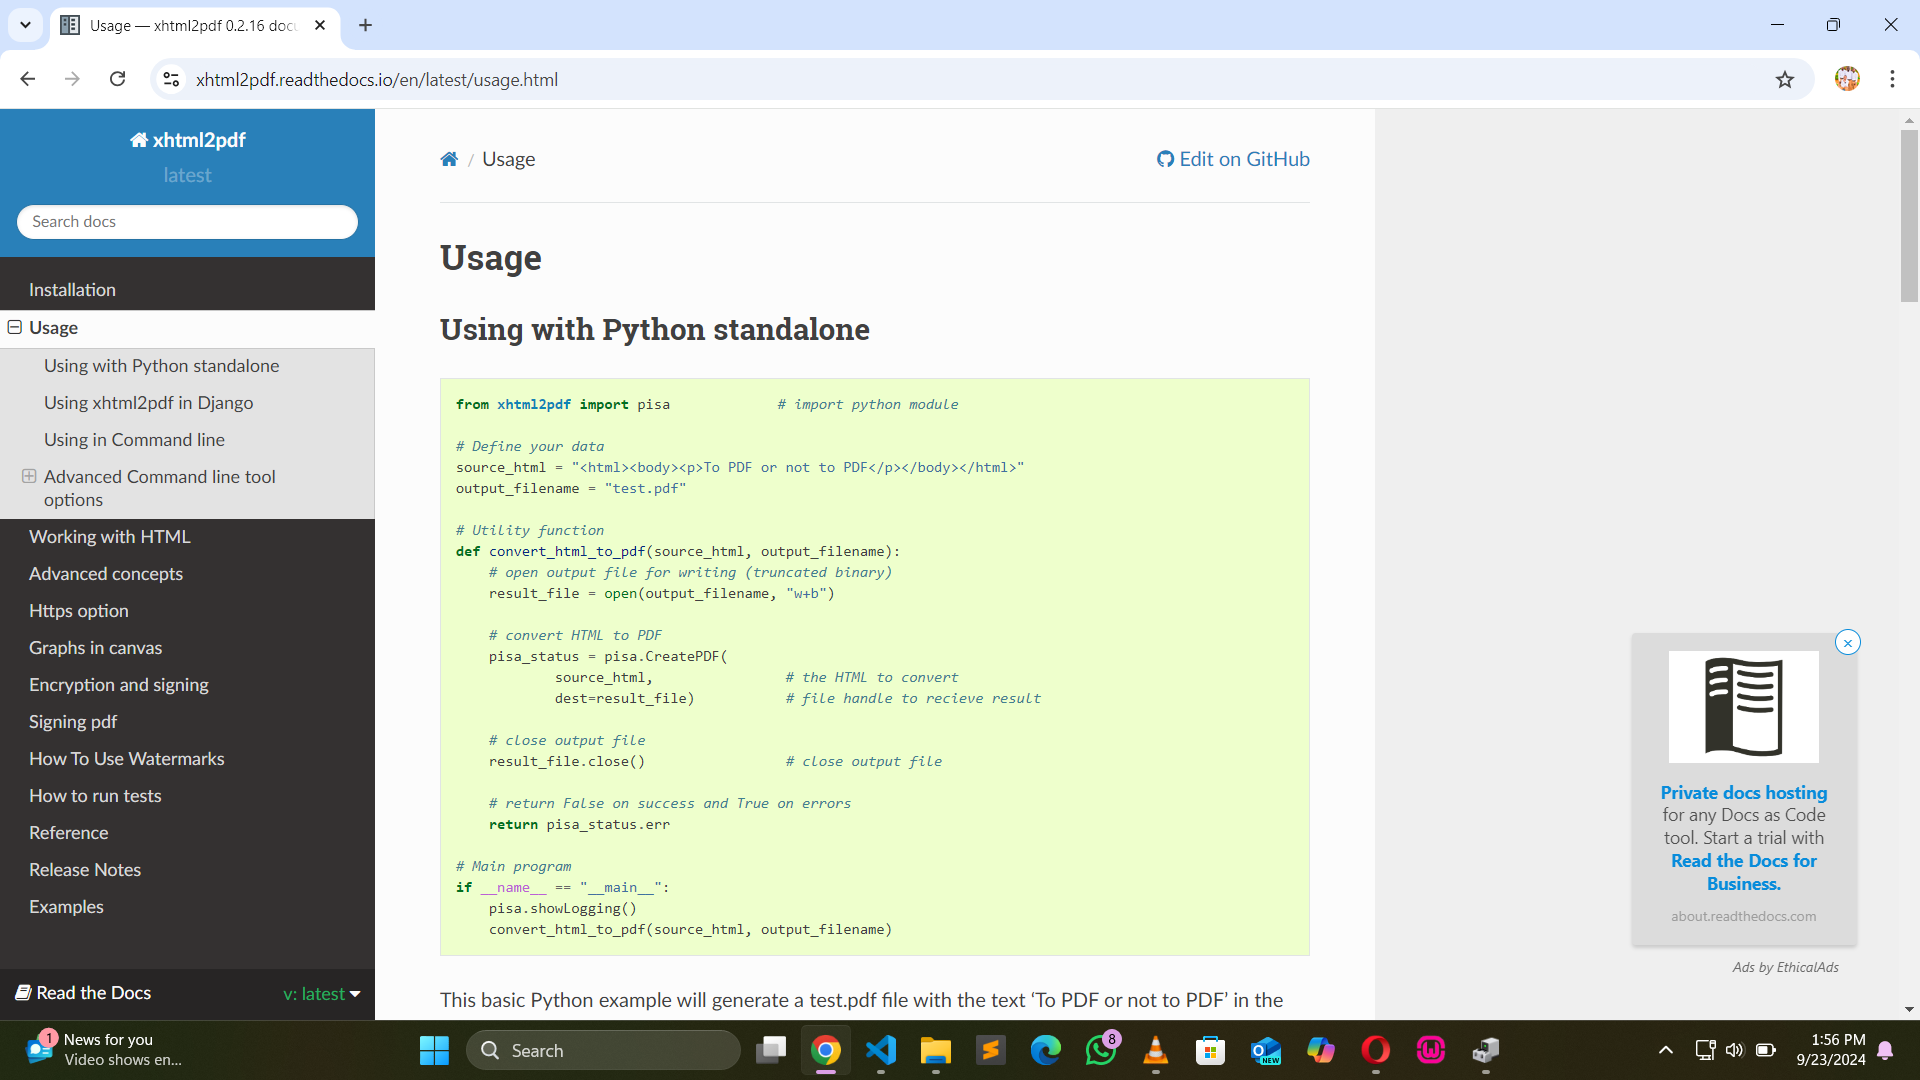 Usage — xhtml2pdf 0.2.16 docu
xhtml2pdf.readthedocs.io/en/latest/usage.html
xhtml2pdf
latest
Search docs
Installation
Usage
Using with Python standalone
Using xhtml2pdf in Django
Using in Command line
Advanced Command line tool
options
Working with HTML
Advanced concepts
Https option
Graphs in canvas
Encryption and signing
Signing pdf
How To Use Watermarks
How to run tests
Reference
Release Notes
Examples
Read the Docs
v: latest
/ Usage
Edit on GitHub
Usage
Using with Python standalone
from xhtml2pdf import pisa             # import python module
# Define your data
source_html = "<html><body><p>To PDF or not to PDF</p></body></html>"
output_filename = "test.pdf"
# Utility function
def convert_html_to_pdf(source_html, output_filename):
    # open output file for writing (truncated binary)
    result_file = open(output_filename, "w+b")
    # convert HTML to PDF
    pisa_status = pisa.CreatePDF(
            source_html,                # the HTML to convert
            dest=result_file)           # file handle to recieve result
    # close output file
    result_file.close()                 # close output file
    # return False on success and True on errors
    return pisa_status.err
# Main program
if __name__ == "__main__":
    pisa.showLogging()
    convert_html_to_pdf(source_html, output_filename)
This basic Python example will generate a test.pdf file with the text ‘To PDF or not to PDF’ in the
Private docs hosting
for any Docs as Code
tool. Start a trial with
Read the Docs for
Business.
about.readthedocs.com
Ads by EthicalAds
1
News for you
Video shows en...
Search
8
NEW
1:56 PM
9/23/2024